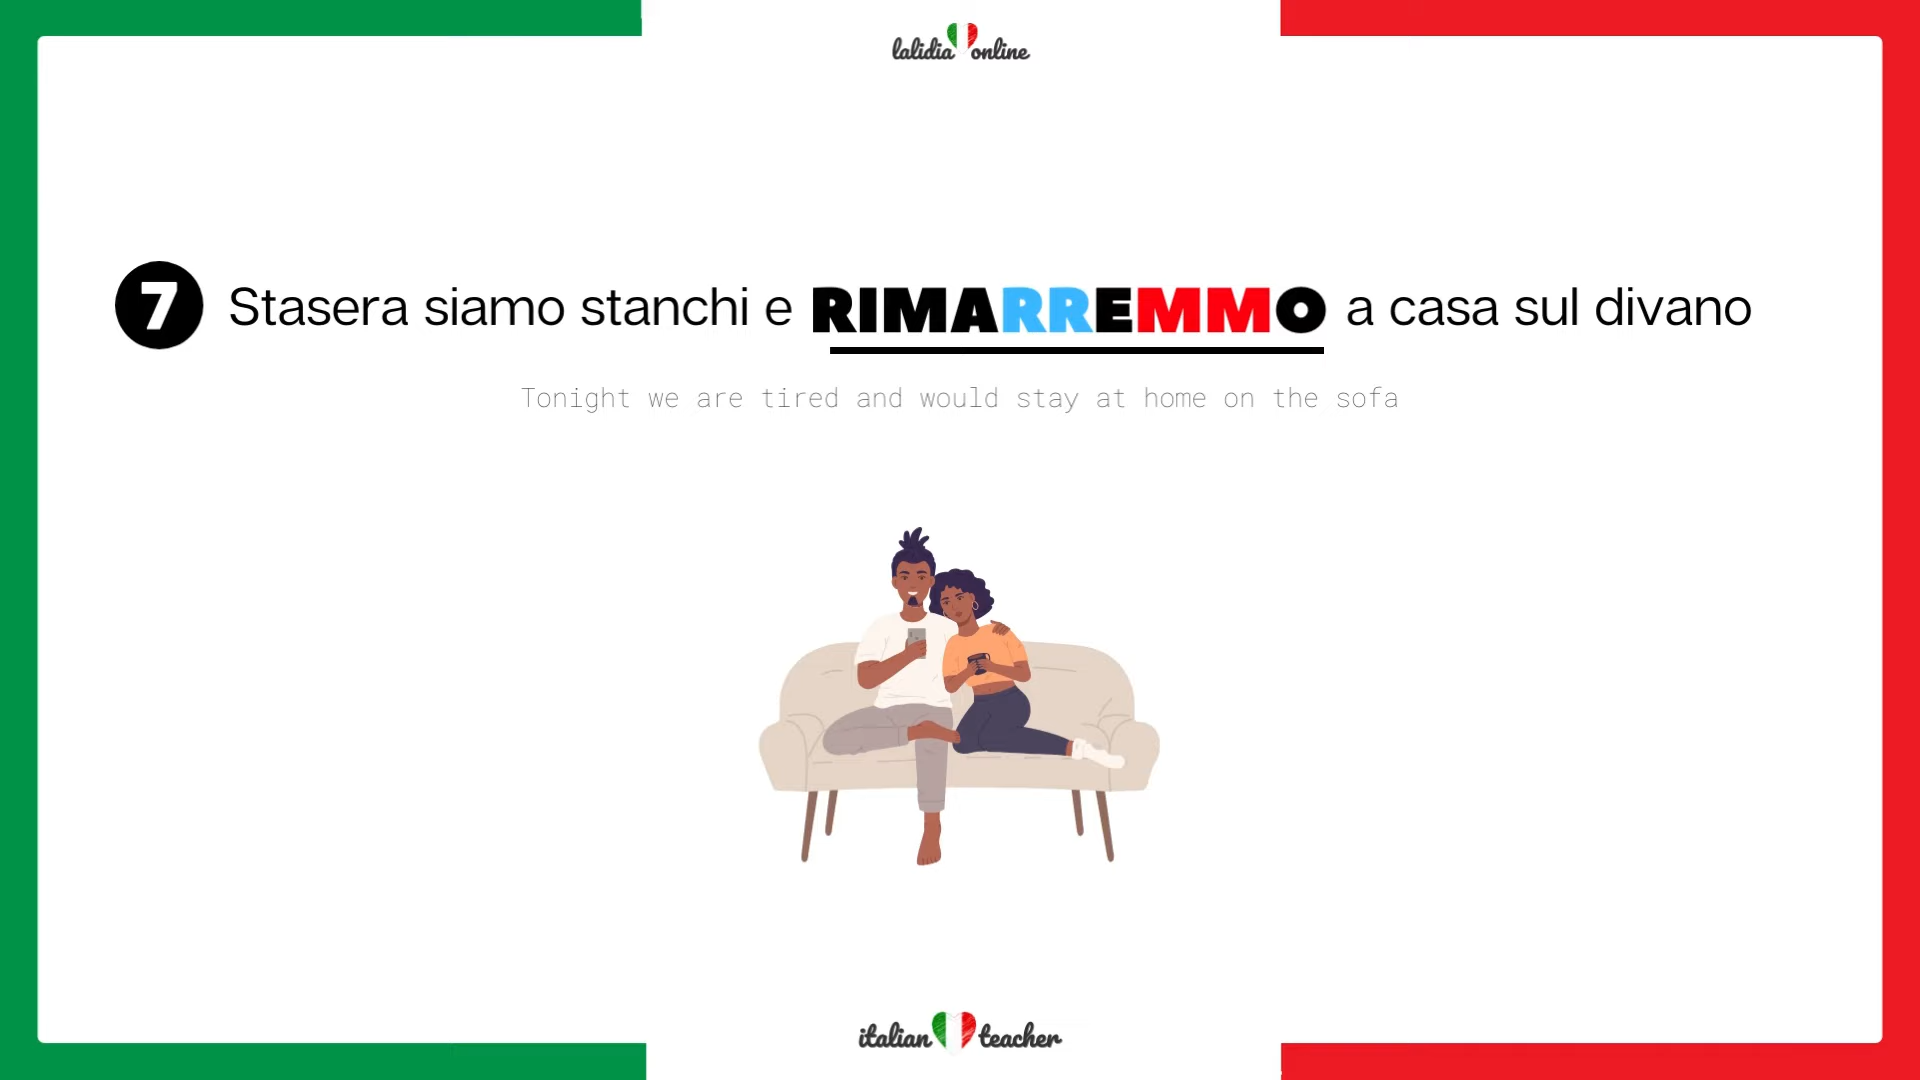 lalidia online
7 Stasera siamo stanchi e RIMARREMMO a casa sul divano
Tonight we are tired and would stay at home on the sofa
italian teacher